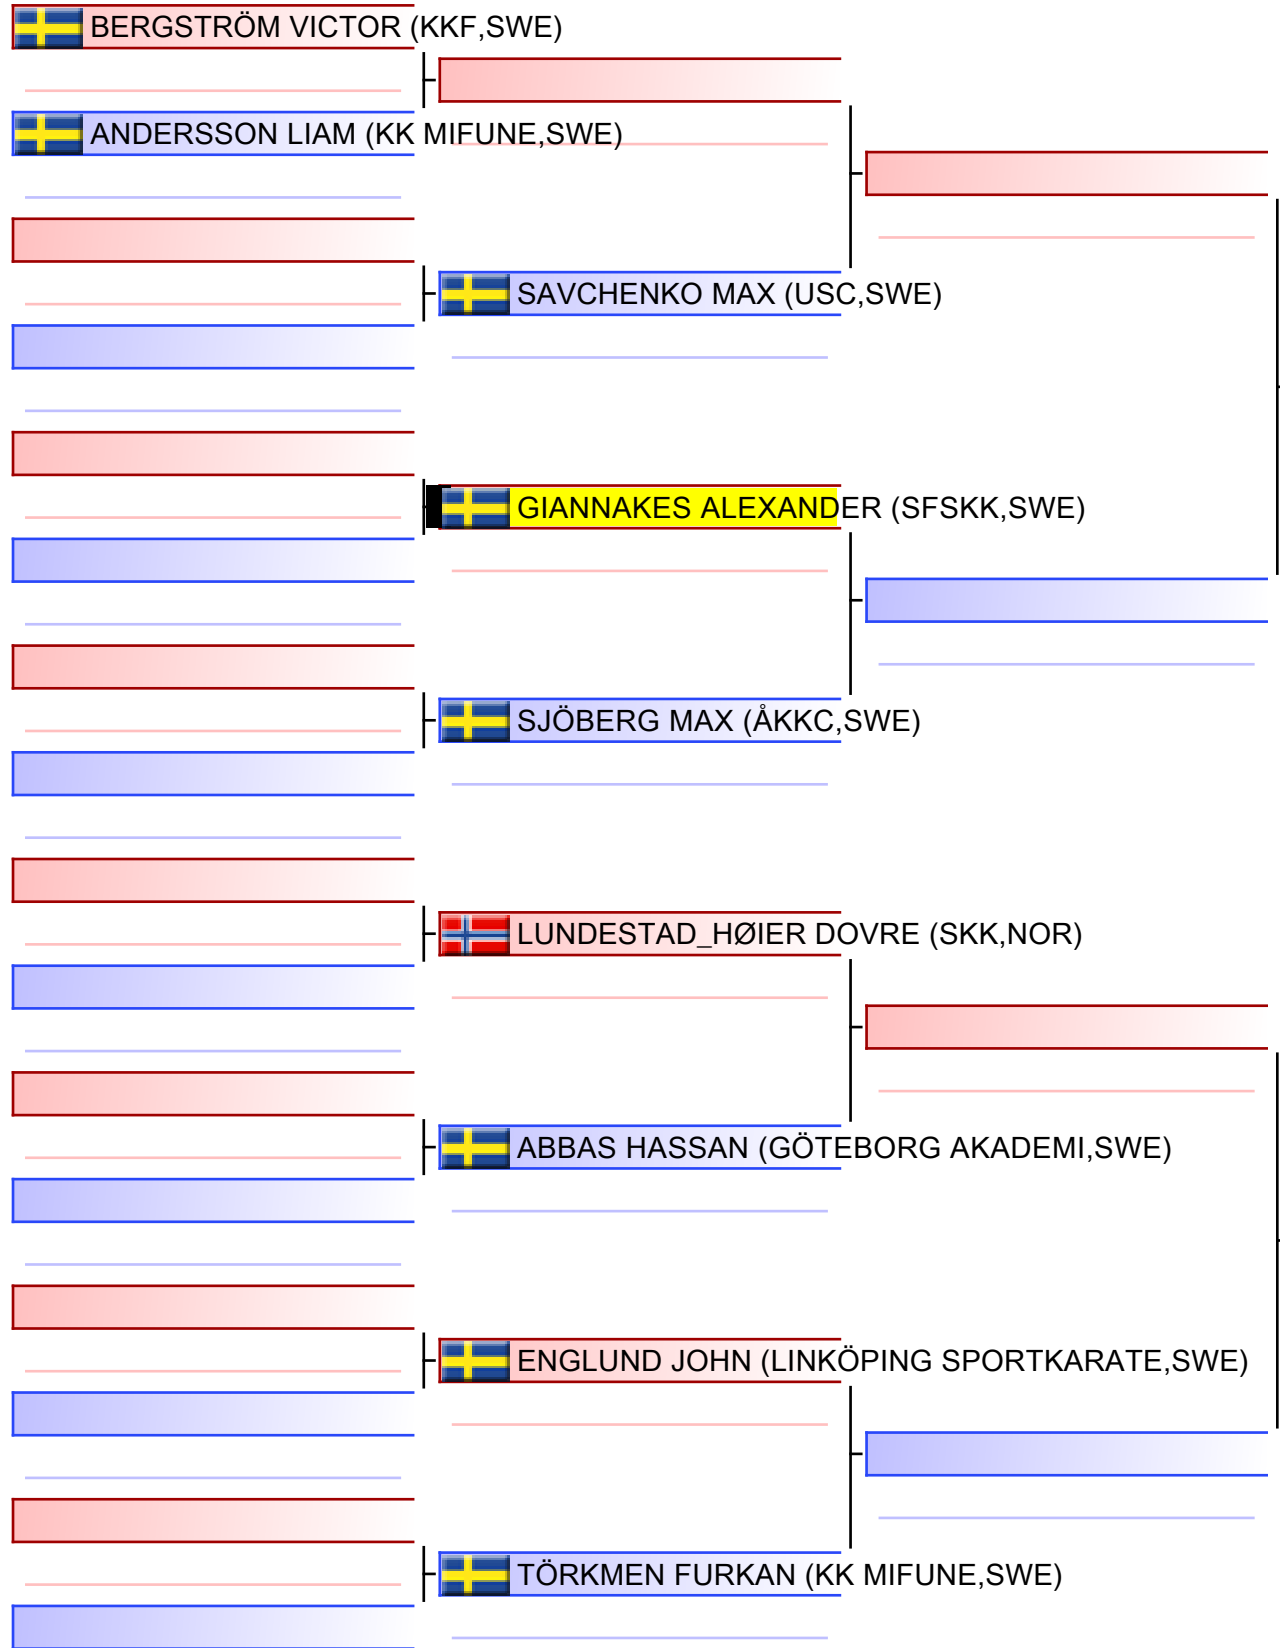 BERGSTRÖM VICTOR (KKF,SWE)
ANDERSSON LIAM (KK MIFUNE,SWE)
SAVCHENKO MAX (USC,SWE)
GIANNAKES ALEXANDER (SFSKK,SWE)
SJÖBERG MAX (ÅKKC,SWE)
LUNDESTAD_HØIER DOVRE (SKK,NOR)
ABBAS HASSAN (GÖTEBORG AKADEMI,SWE)
ENGLUND JOHN (LINKÖPING SPORTKARATE,SWE)
TÖRKMEN FURKAN (KK MIFUNE,SWE)